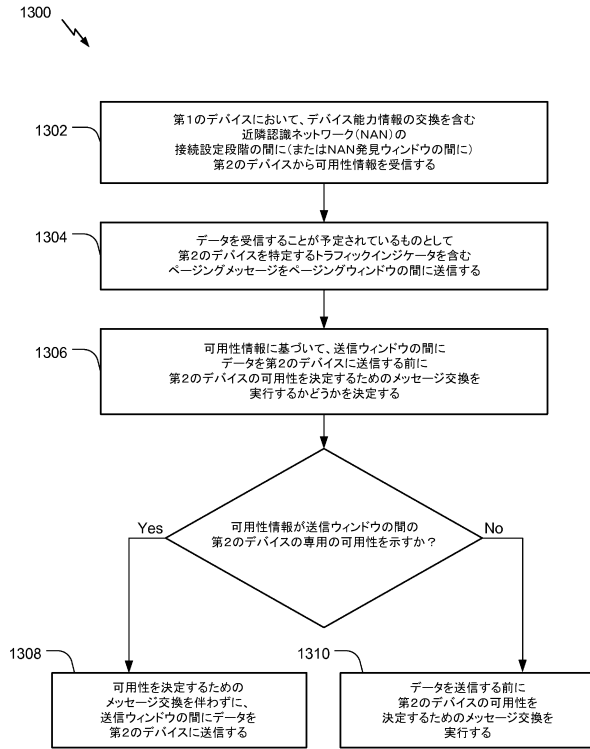 1300
1302
第1のデバイスにおいて、デバイス能力情報の交換を含む
近隣認識ネットワーク(NAN)の
接続設定段階の間に(またはNAN発見ウィンドウの間に)
第2のデバイスから可用性情報を受信する
1304
データを受信することが予定されているものとして
第2のデバイスを特定するトラフィックインジケータを含む
ページングメッセージをページングウィンドウの間に送信する
1306
可用性情報に基づいて、送信ウィンドウの間に
データを第2のデバイスに送信する前に
第2のデバイスの可用性を決定するためのメッセージ交換を
実行するかどうかを決定する
可用性情報が送信ウィンドウの間の
第2のデバイスの専用の可用性を示すか?
Yes
No
1308
可用性を決定するための
メッセージ交換を伴わずに、
送信ウィンドウの間にデータを
第2のデバイスに送信する
1310
データを送信する前に
第2のデバイスの可用性を
決定するためのメッセージ交換を
実行する